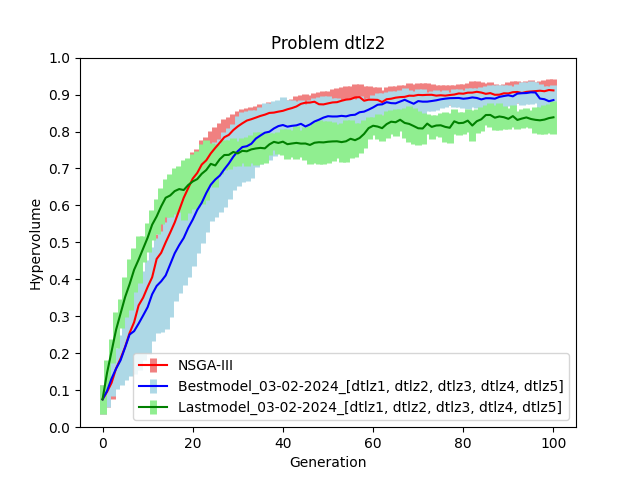 Problem dtlz2
Hypervolume
1.0
0.9
0.8
0.7
0.6
0.5
0.4
0.3
0.2
0.1
0.0
NSGA-III
Bestmodel_03-02-2024_[dtlz1, dtlz2, dtlz3, dtlz4, dtlz5]
Lastmodel_03-02-2024_[dtlz1, dtlz2, dtlz3, dtlz4, dtlz5]
0 20 40 60 80 100
Generation